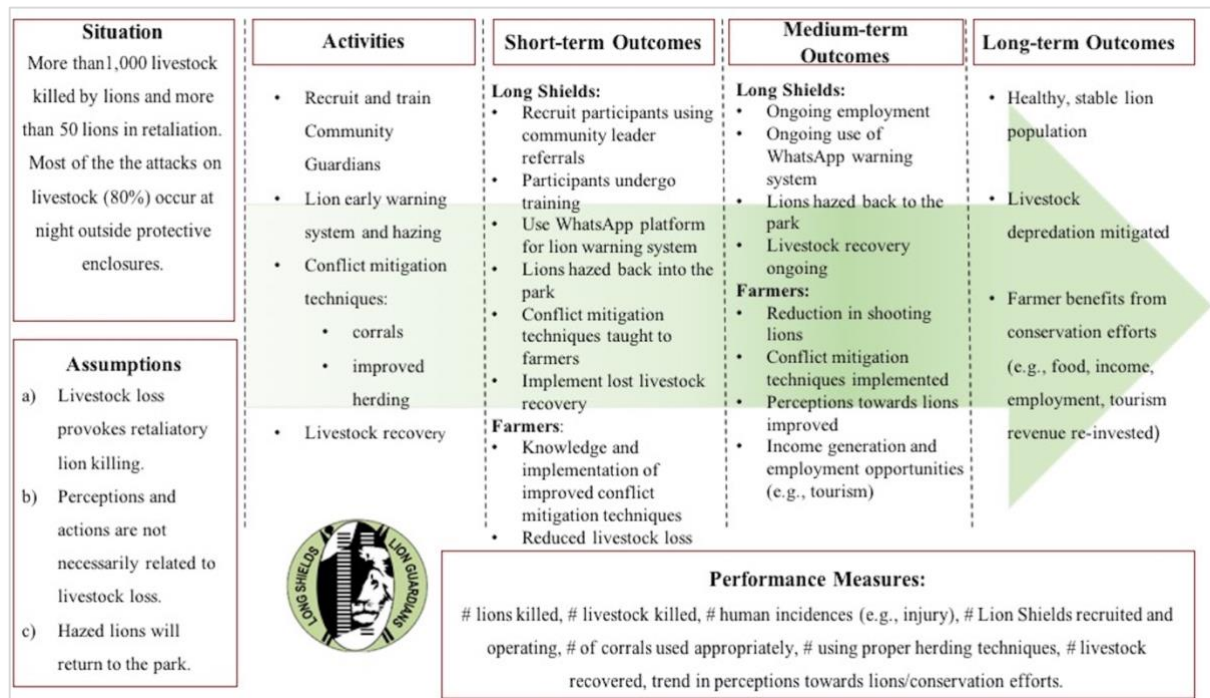 Situation
More than1,000 livestock
killed by lions and more
than 50 lions in retaliation.
Most of the the attacks on
livestock (80%) occur at
night outside protective
enclosures.
Assumptions
a) Livestock loss
provokes retaliatory
lion killing.
b) Perceptions and
actions are not
necessarily related to
livestock loss.
c) Hazed lions will
return to the park.
Activities
• Recruit and train
Community
Guardians
• Lion early warning
system and hazing
• Conflict mitigation
techniques:
• corrals
• improved
herding
• Livestock recovery
Short-term Outcomes
Long Shields:
• Recruit participants using
community leader
referrals
• Participants undergo
training
• Use WhatsApp platform
for lion warning system
• Lions hazed back into the
park
• Conflict mitigation
techniques taught to
farmers
• Implement lost livestock
recovery
Farmers:
• Knowledge and
implementation of
improved conflict
mitigation techniques
• Reduced livestock loss
Medium-term
Outcomes
Long Shields:
• Ongoing employment
• Ongoing use of
WhatsApp warning
system
• Lions hazed back to the
park
• Livestock recovery
ongoing
Farmers:
• Reduction in shooting
lions
• Conflict mitigation
techniques implemented
• Perceptions towards lions
improved
• Income generation and
employment opportunities
(e.g., tourism)
Long-term Outcomes
• Healthy, stable lion
population
• Livestock
depredation mitigated
• Farmer benefits from
conservation efforts
(e.g., food, income,
employment, tourism
revenue re-invested)
LONG SHIELDS
LION GUARDIANS
Performance Measures:
# lions killed, # livestock killed, # human incidences (e.g., injury), # Lion Shields recruited and
operating, # of corrals used appropriately, # using proper herding techniques, # livestock
recovered, trend in perceptions towards lions/conservation efforts.